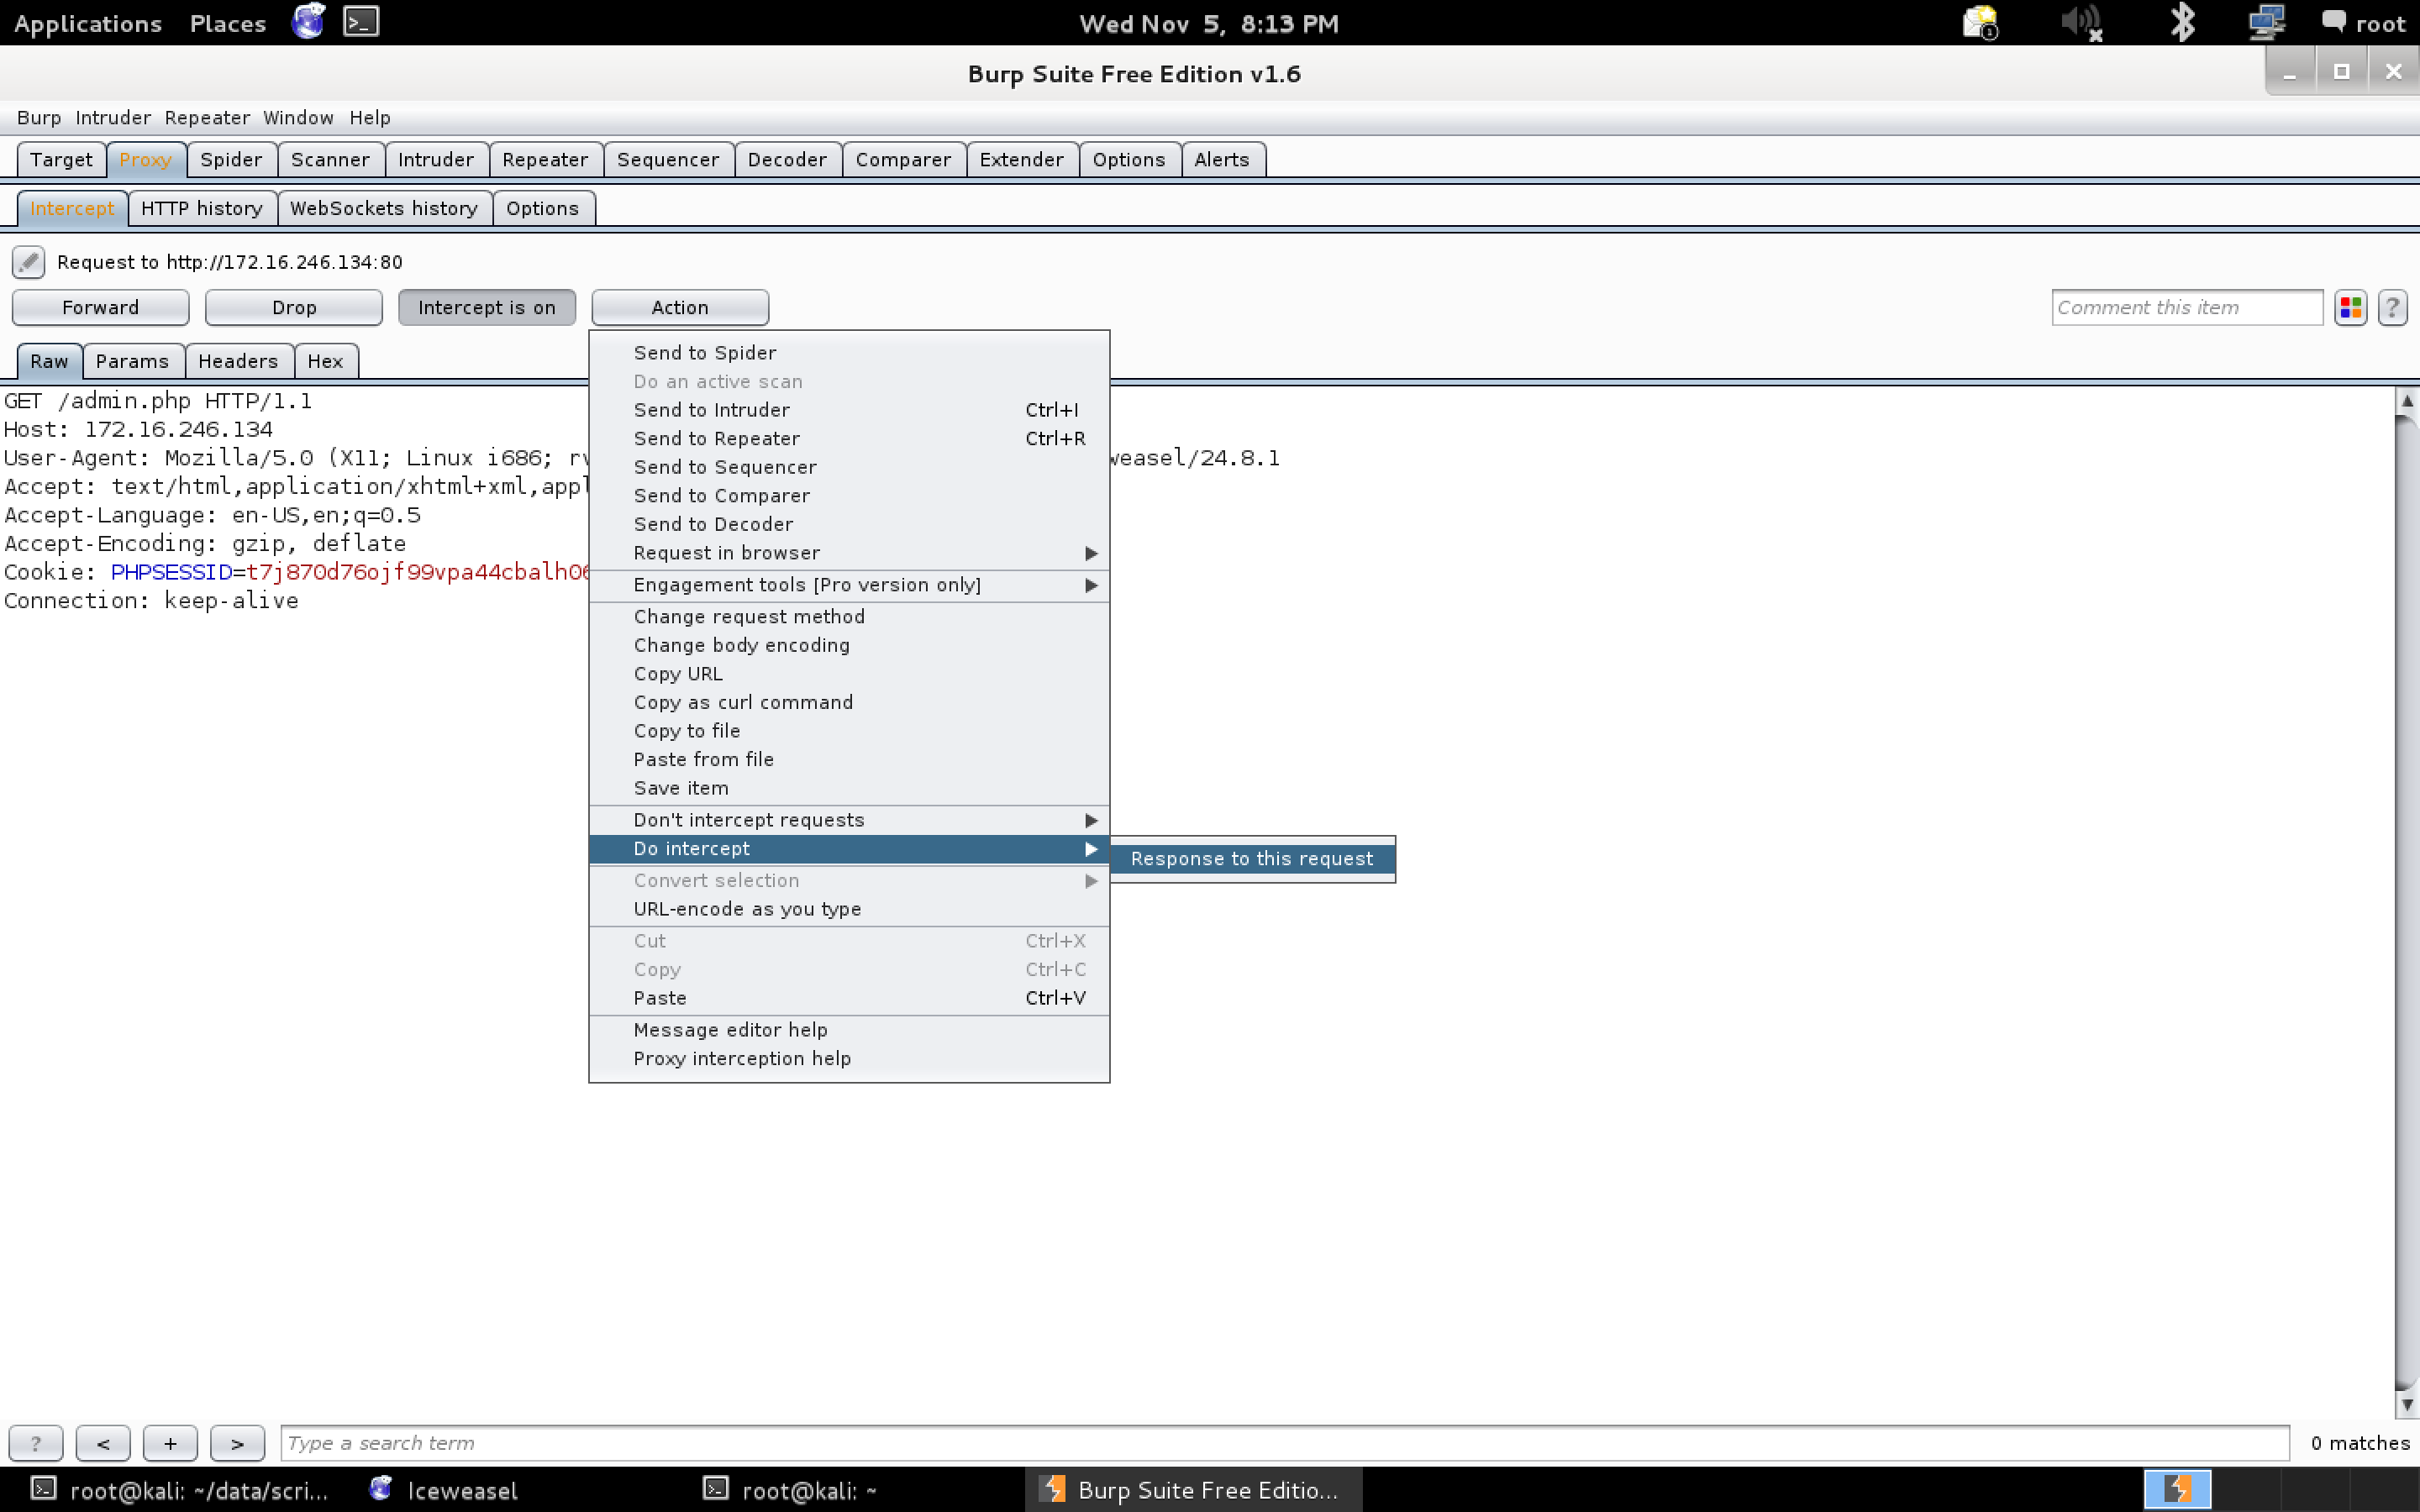 Applications Places Wed Nov 5, 8:13 PM root
Burp Suite Free Edition v1.6
Burp Intruder Repeater Window Help
Target Proxy Spider Scanner Intruder Repeater Sequencer Decoder Comparer Extender Options Alerts
Intercept HTTP history WebSockets history Options
Request to http://172.16.246.134:80
Forward Drop Intercept is on Action Comment this item ?
Raw Params Headers Hex
GET /admin.php HTTP/1.1
Host: 172.16.246.134
User-Agent: Mozilla/5.0 (X11; Linux i686; rv
weasel/24.8.1
Accept: text/html,application/xhtml+xml,appl
Accept-Language: en-US,en;q=0.5
Accept-Encoding: gzip, deflate
Cookie: PHPSESSID=t7j870d76ojf99vpa44cbalh06
Connection: keep-alive
Send to Spider
Do an active scan
Send to Intruder Ctrl+I
Send to Repeater Ctrl+R
Send to Sequencer
Send to Comparer
Send to Decoder
Request in browser
Engagement tools [Pro version only]
Change request method
Change body encoding
Copy URL
Copy as curl command
Copy to file
Paste from file
Save item
Don't intercept requests
Do intercept
Response to this request
Convert selection
URL-encode as you type
Cut Ctrl+X
Copy Ctrl+C
Paste Ctrl+V
Message editor help
Proxy interception help
? < + > Type a search term 0 matches
root@kali: ~/data/scri... Iceweasel root@kali: ~ Burp Suite Free Editio...